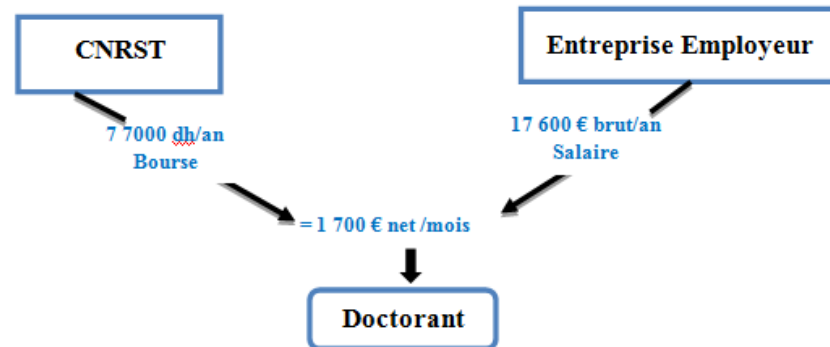 CNRST
Entreprise Employeur
7 7000 dh/an
Bourse
17 600 € brut/an
Salaire
= 1 700 € net /mois
Doctorant